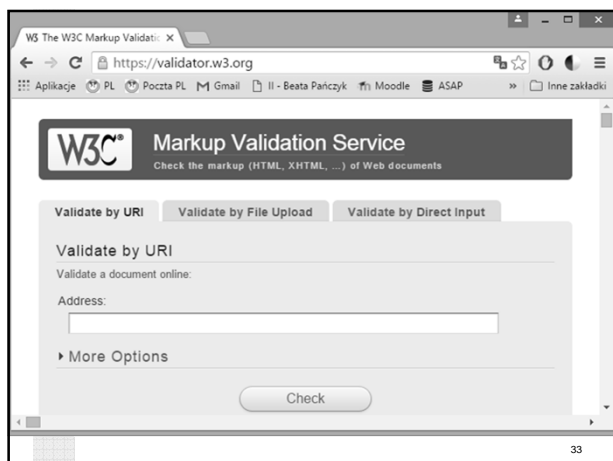 W3 The W3C Markup Validatic
https://validator.w3.org
Aplikacje PL Poczta PL Gmail II - Beata Pańczyk Moodle ASAP » Inne zakładki
W3C® Markup Validation Service
Check the markup (HTML, XHTML, ...) of Web documents
Validate by URI Validate by File Upload Validate by Direct Input
Validate by URI
Validate a document online:
Address:
More Options
Check
33